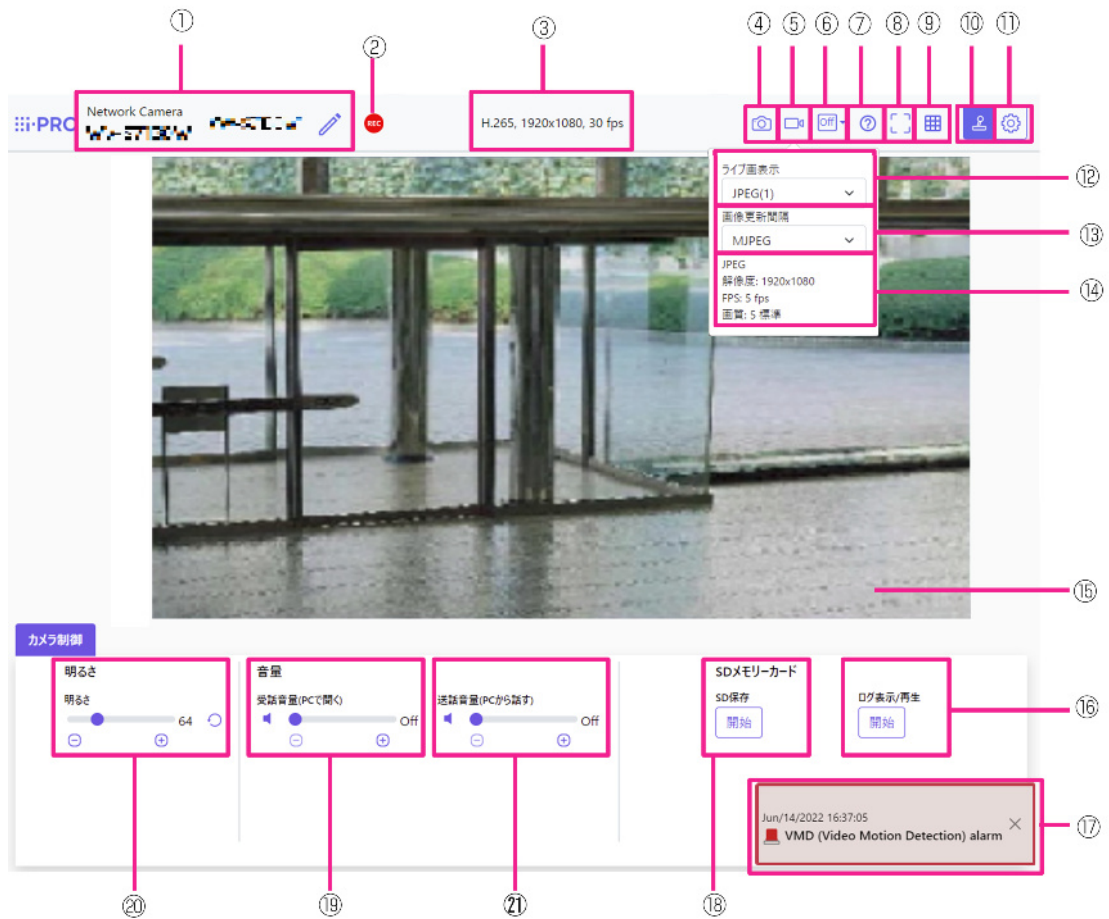 ① ② ③ ④ ⑤ ⑥ ⑦ ⑧ ⑨ ⑩ ⑪
i-PRO
Network Camera
REC
H.265, 1920x1080, 30 fps
Off
ライブ画表示
JPEG(1)
⑫
画像更新間隔
MJPEG
⑬
JPEG
解像度: 1920x1080
FPS: 5 fps
画質: 5 標準
⑭
⑮
カメラ制御
明るさ
明るさ
64
音量
受話音量(PCで聞く)
Off
送話音量(PCから話す)
Off
SDメモリーカード
SD保存
開始
ログ表示/再生
開始
⑯
Jun/14/2022 16:37:05
VMD (Video Motion Detection) alarm
⑰
⑳ ⑲ ㉑ ⑱